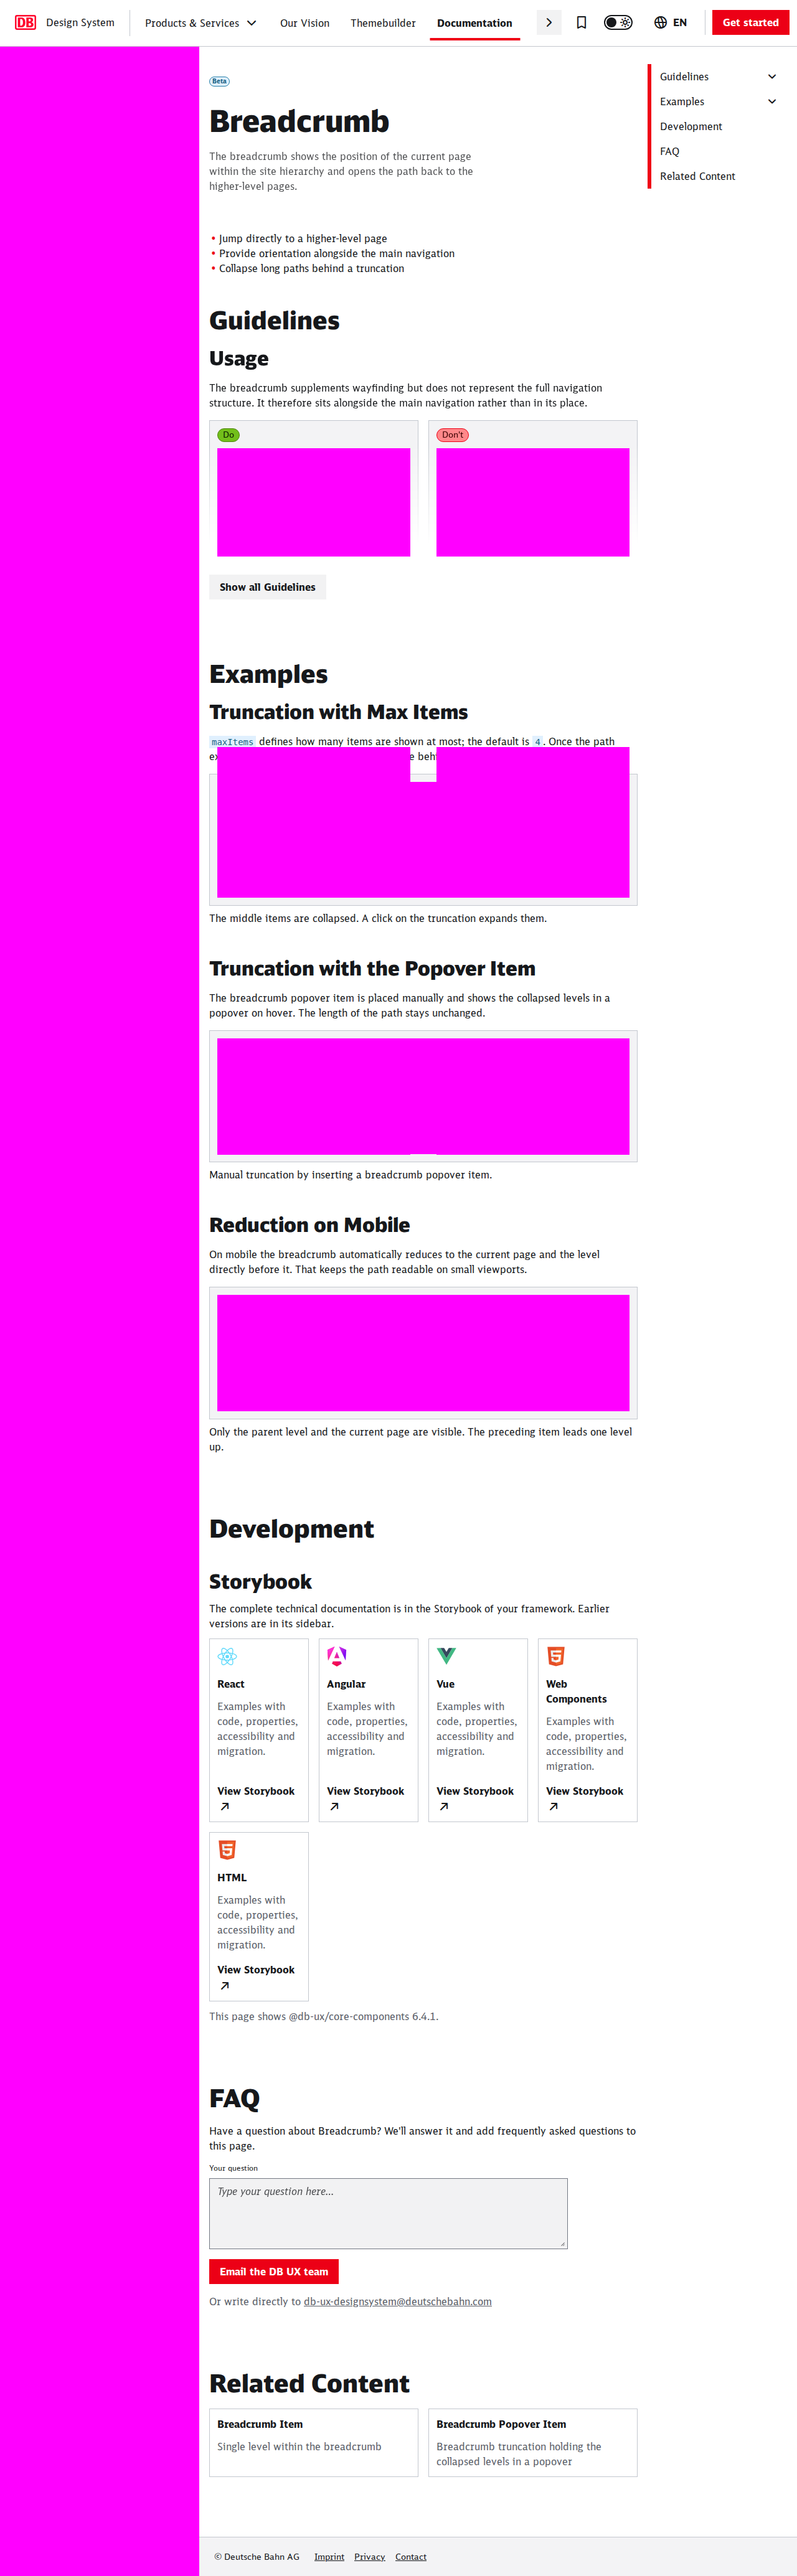 DB Design System Products & Services Our Vision Themebuilder Documentation EN Get started
Guidelines
Examples
Development
FAQ
Related Content
Beta
Breadcrumb
The breadcrumb shows the position of the current page
within the site hierarchy and opens the path back to the
higher-level pages.
• Jump directly to a higher-level page
• Provide orientation alongside the main navigation
• Collapse long paths behind a truncation
Guidelines
Usage
The breadcrumb supplements wayfinding but does not represent the full navigation
structure. It therefore sits alongside the main navigation rather than in its place.
Do
Don't
Show all Guidelines
Examples
Truncation with Max Items
maxItems defines how many items are shown at most; the default is 4. Once the path
The middle items are collapsed. A click on the truncation expands them.
Truncation with the Popover Item
The breadcrumb popover item is placed manually and shows the collapsed levels in a
popover on hover. The length of the path stays unchanged.
Manual truncation by inserting a breadcrumb popover item.
Reduction on Mobile
On mobile the breadcrumb automatically reduces to the current page and the level
directly before it. That keeps the path readable on small viewports.
Only the parent level and the current page are visible. The preceding item leads one level
up.
Development
Storybook
The complete technical documentation is in the Storybook of your framework. Earlier
versions are in its sidebar.
React
Examples with
code, properties,
accessibility and
migration.
View Storybook
Angular
Examples with
code, properties,
accessibility and
migration.
View Storybook
Vue
Examples with
code, properties,
accessibility and
migration.
View Storybook
Web
Components
Examples with
code, properties,
accessibility and
migration.
View Storybook
HTML
Examples with
code, properties,
accessibility and
migration.
View Storybook
This page shows @db-ux/core-components 6.4.1.
FAQ
Have a question about Breadcrumb? We'll answer it and add frequently asked questions to
this page.
Your question
Type your question here...
Email the DB UX team
Or write directly to db-ux-designsystem@deutschebahn.com
Related Content
Breadcrumb Item
Single level within the breadcrumb
Breadcrumb Popover Item
Breadcrumb truncation holding the
collapsed levels in a popover
© Deutsche Bahn AG Imprint Privacy Contact